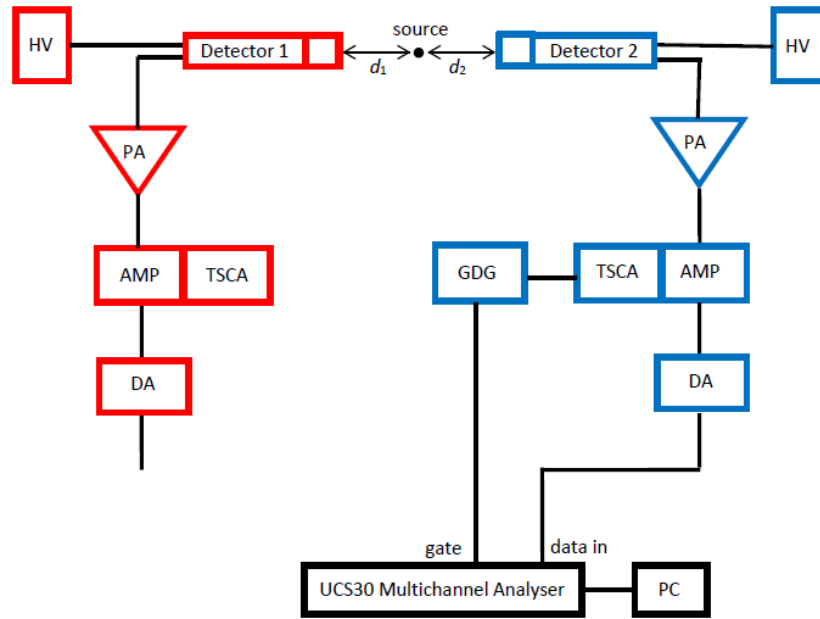 source
HV
Detector 1
d1
d2
Detector 2
HV
PA
PA
AMP
TSCA
GDG
TSCA
AMP
DA
DA
gate
data in
UCS30 Multichannel Analyser
PC